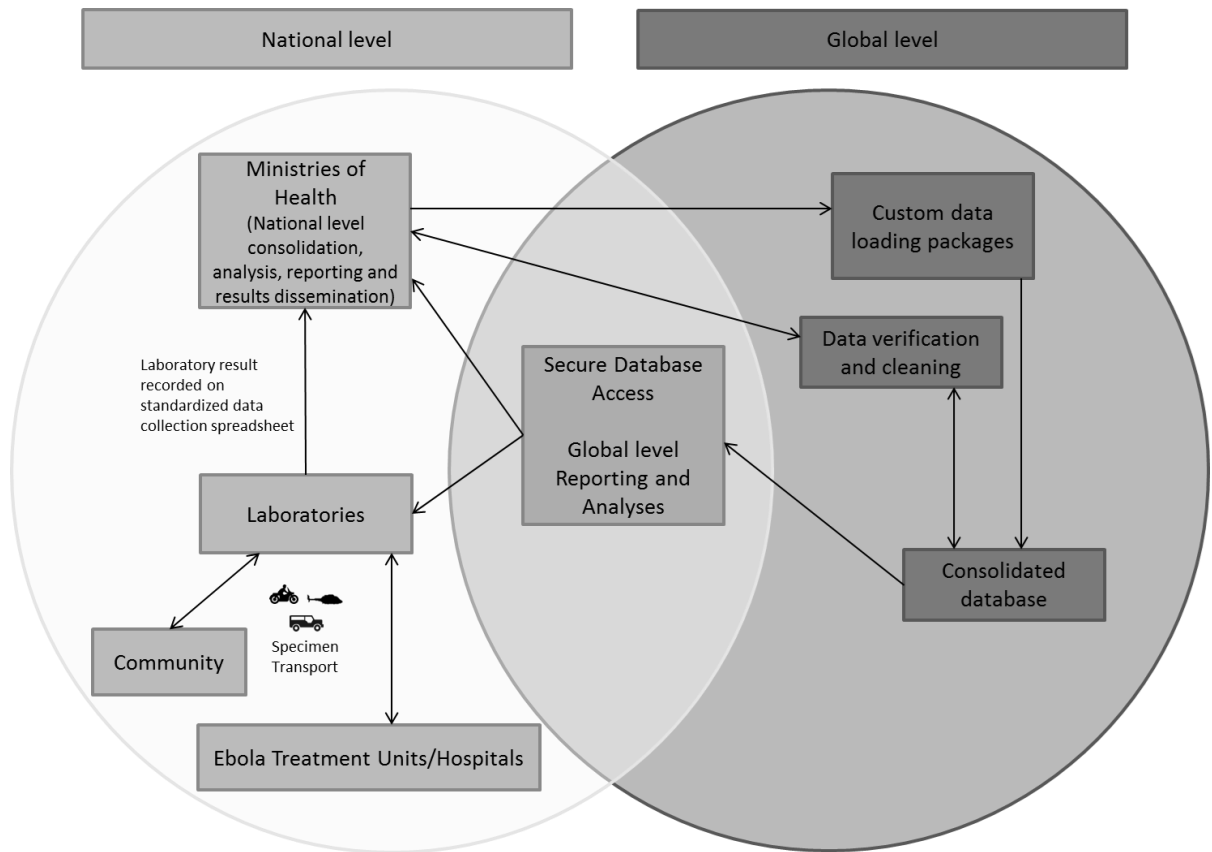 National level
Global level
Ministries of
Health
(National level
consolidation,
analysis, reporting and
results dissemination)
Custom data
loading packages
Data verification
and cleaning
Secure Database
Access
Global level
Reporting and
Analyses
Laboratory result
recorded on
standardized data
collection spreadsheet
Laboratories
Consolidated
database
Specimen
Transport
Community
Ebola Treatment Units/Hospitals